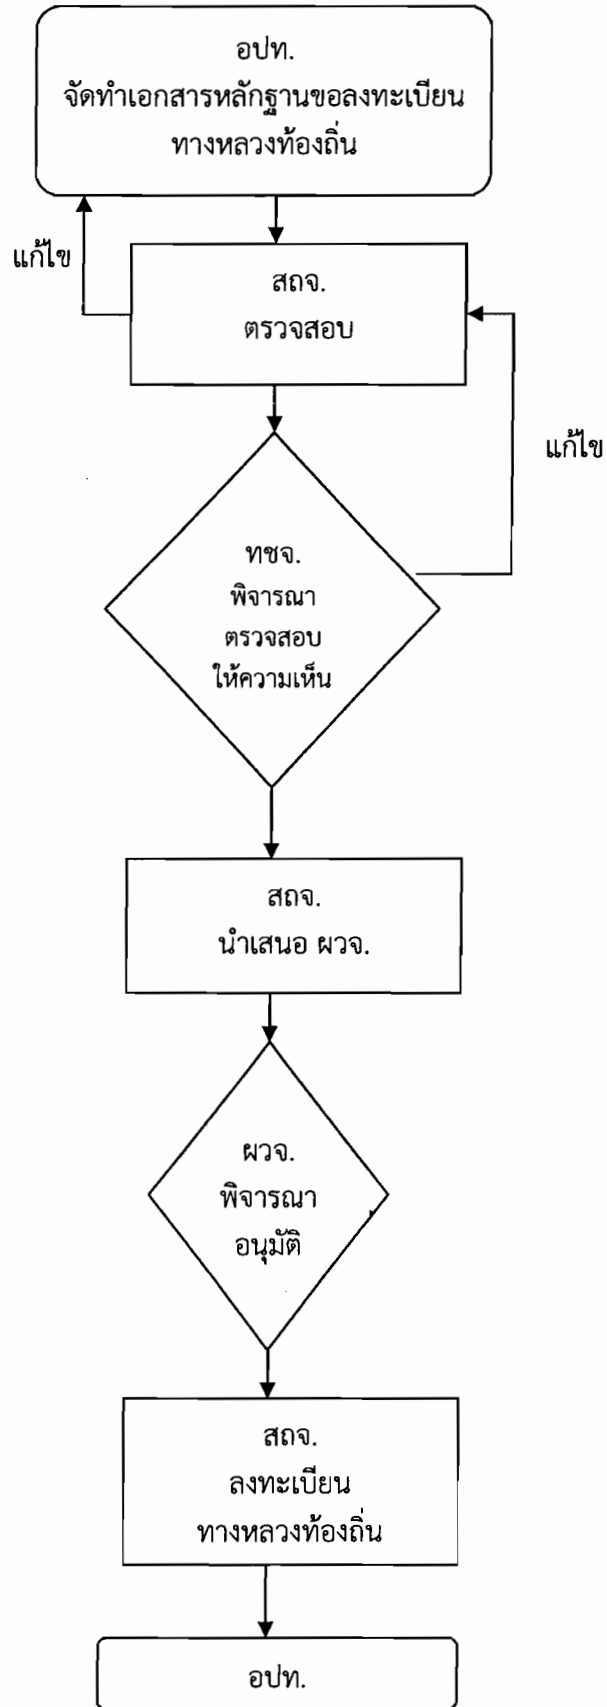 อปท.
จัดทำเอกสารหลักฐานขอลงทะเบียน
ทางหลวงท้องถิ่น
แก้ไข
สถจ.
ตรวจสอบ
แก้ไข
ทชจ.
พิจารณา
ตรวจสอบ
ให้ความเห็น
สถจ.
นำเสนอ ผวจ.
ผวจ.
พิจารณา
อนุมัติ
สถจ.
ลงทะเบียน
ทางหลวงท้องถิ่น
อปท.